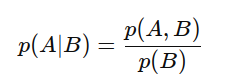 p(A|B) = p(A, B) / p(B)